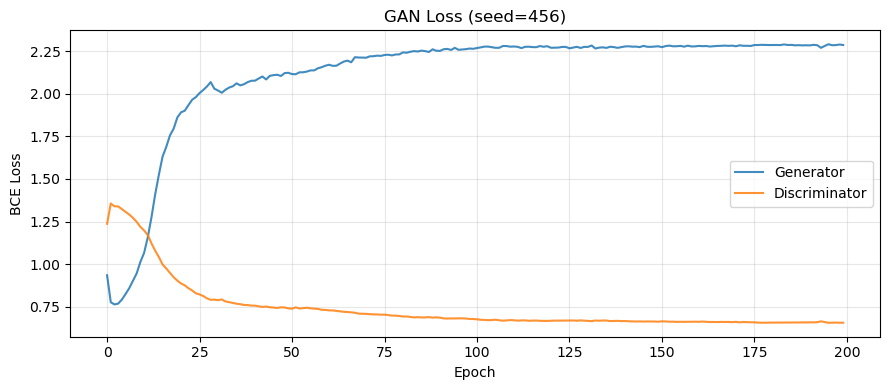 GAN Loss (seed=456)
BCE Loss
2.25
2.00
1.75
1.50
1.25
1.00
0.75
Generator
Discriminator
0 25 50 75 100 125 150 175 200
Epoch